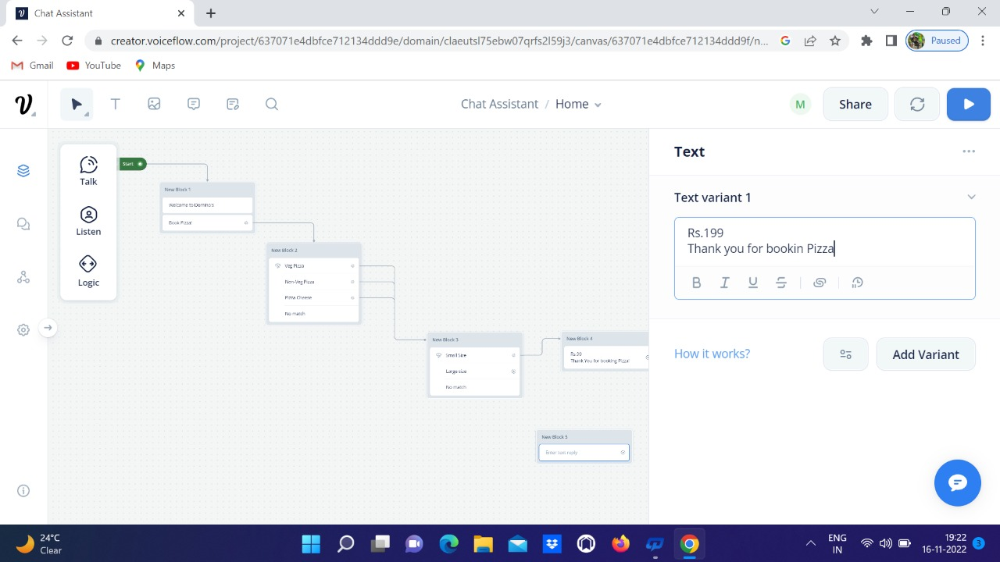 Chat Assistant
creator.voiceflow.com/project/637071e4dbfce712134ddd9e/domain/claeutsl75ebw07qrfs2l59j3/canvas/637071e4dbfce712134ddd9f/n...
Paused
Gmail
YouTube
Maps
Chat Assistant / Home
M
Share
Talk
Listen
Logic
Start
New Block 1
Welcome to Domino's
Book Pizza!
New Block 2
Veg Pizza
Non-Veg Pizza
Pizza Cheese
No match
New Block 3
Small Size
Large size
No match
New Block 4
Rs.99
Thank You for booking Pizza!
New Block 5
Enter text reply
Text
Text variant 1
Rs.199
Thank you for bookin Pizza
B I U S
How it works?
Add Variant
24°C
Clear
ENG
IN
19:22
16-11-2022
3